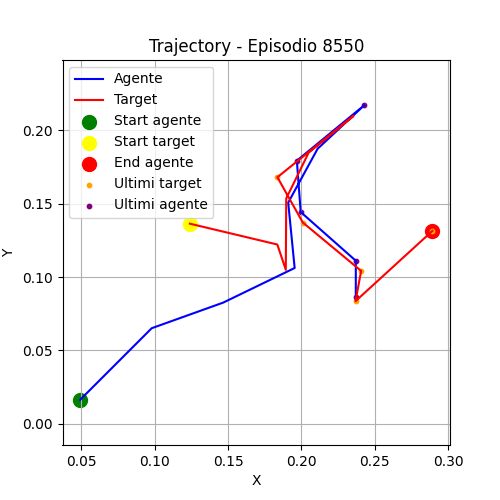 Trajectory - Episodio 8550
Agente
Target
Start agente
Start target
End agente
Ultimi target
Ultimi agente
0.20
0.15
0.10
0.05
0.00
Y
0.05 0.10 0.15 0.20 0.25 0.30
X